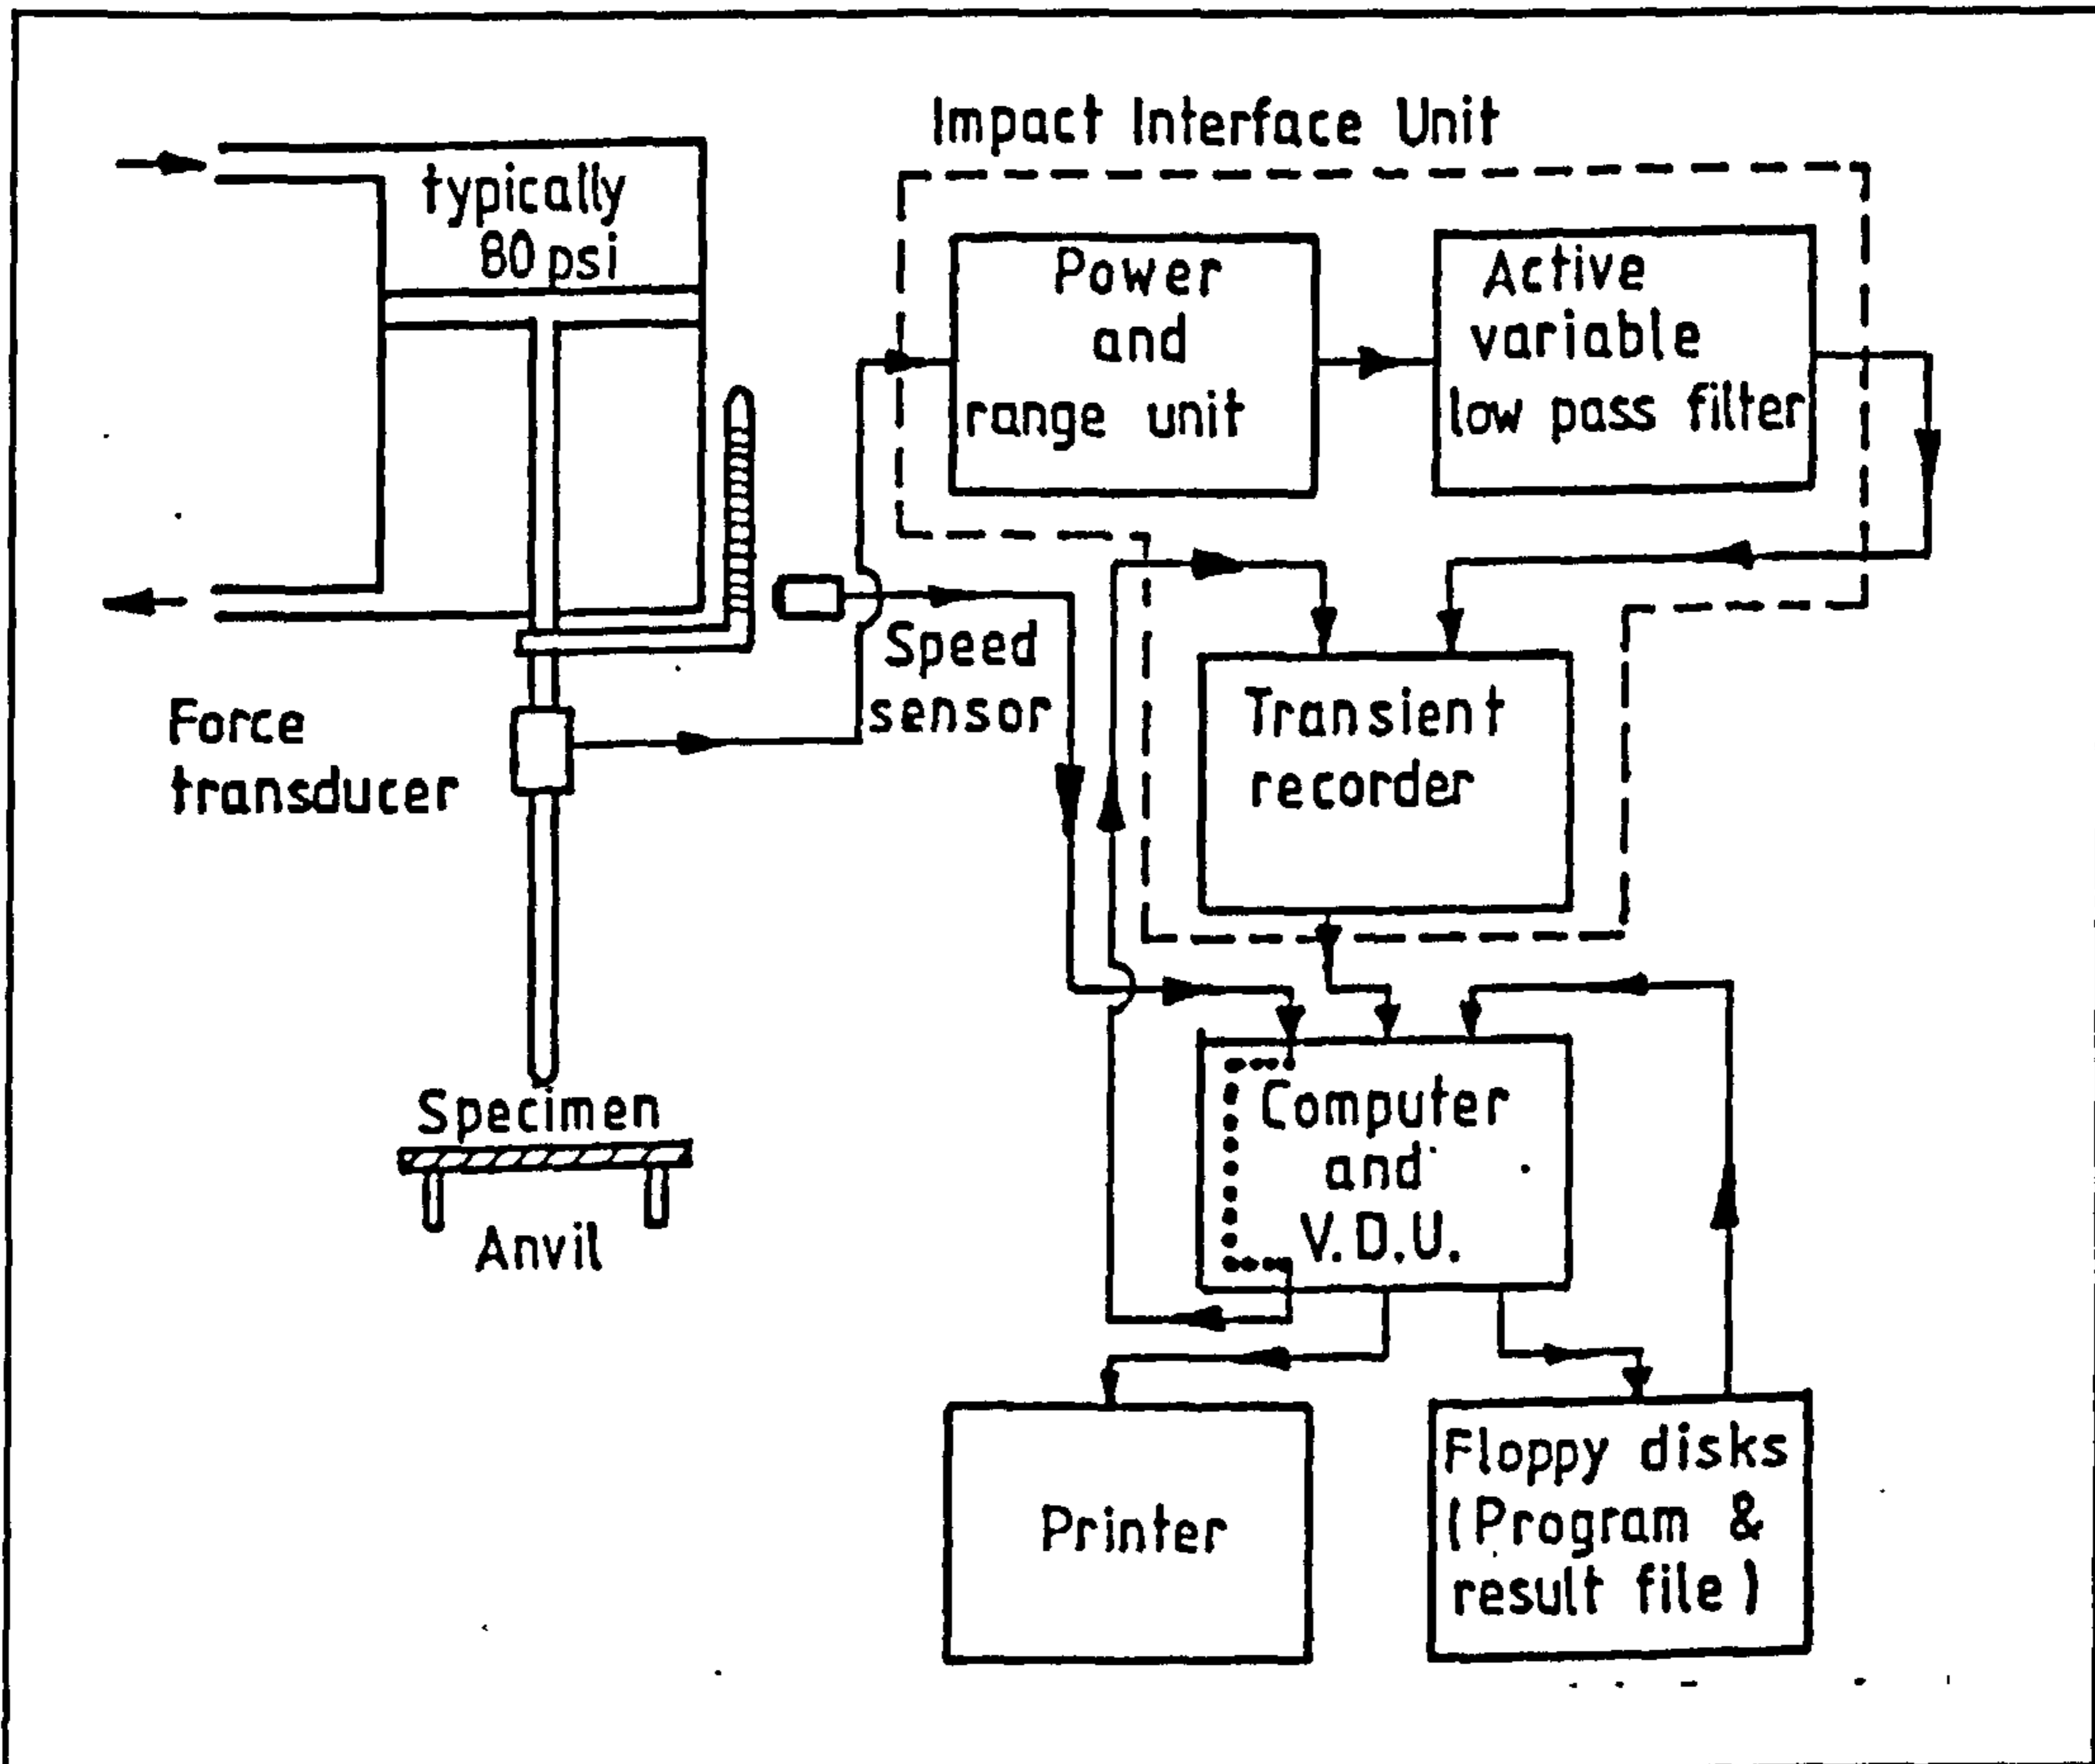 Impact Interface Unit
typically
80 psi
Power
and
range unit
Active
variable
low pass filter
Speed
sensor
Force
transducer
Transient
recorder
Specimen
Anvil
Computer
and
V.D.U.
Printer
Floppy disks
(Program &
result file)